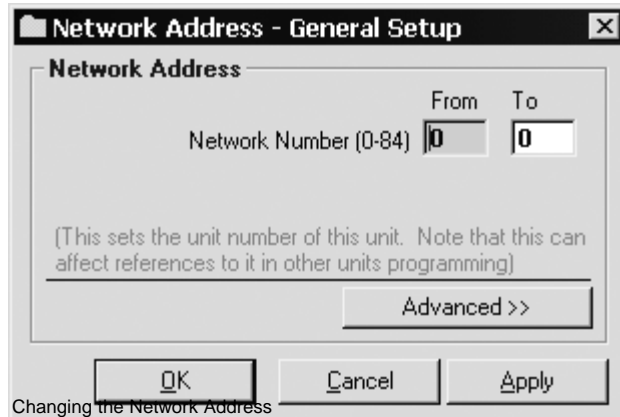 Network Address - General Setup
Network Address
From To
Network Number (0-84) 0 0
(This sets the unit number of this unit. Note that this can
affect references to it in other units programming)
Advanced >>
OK Cancel Apply
Changing the Network Address